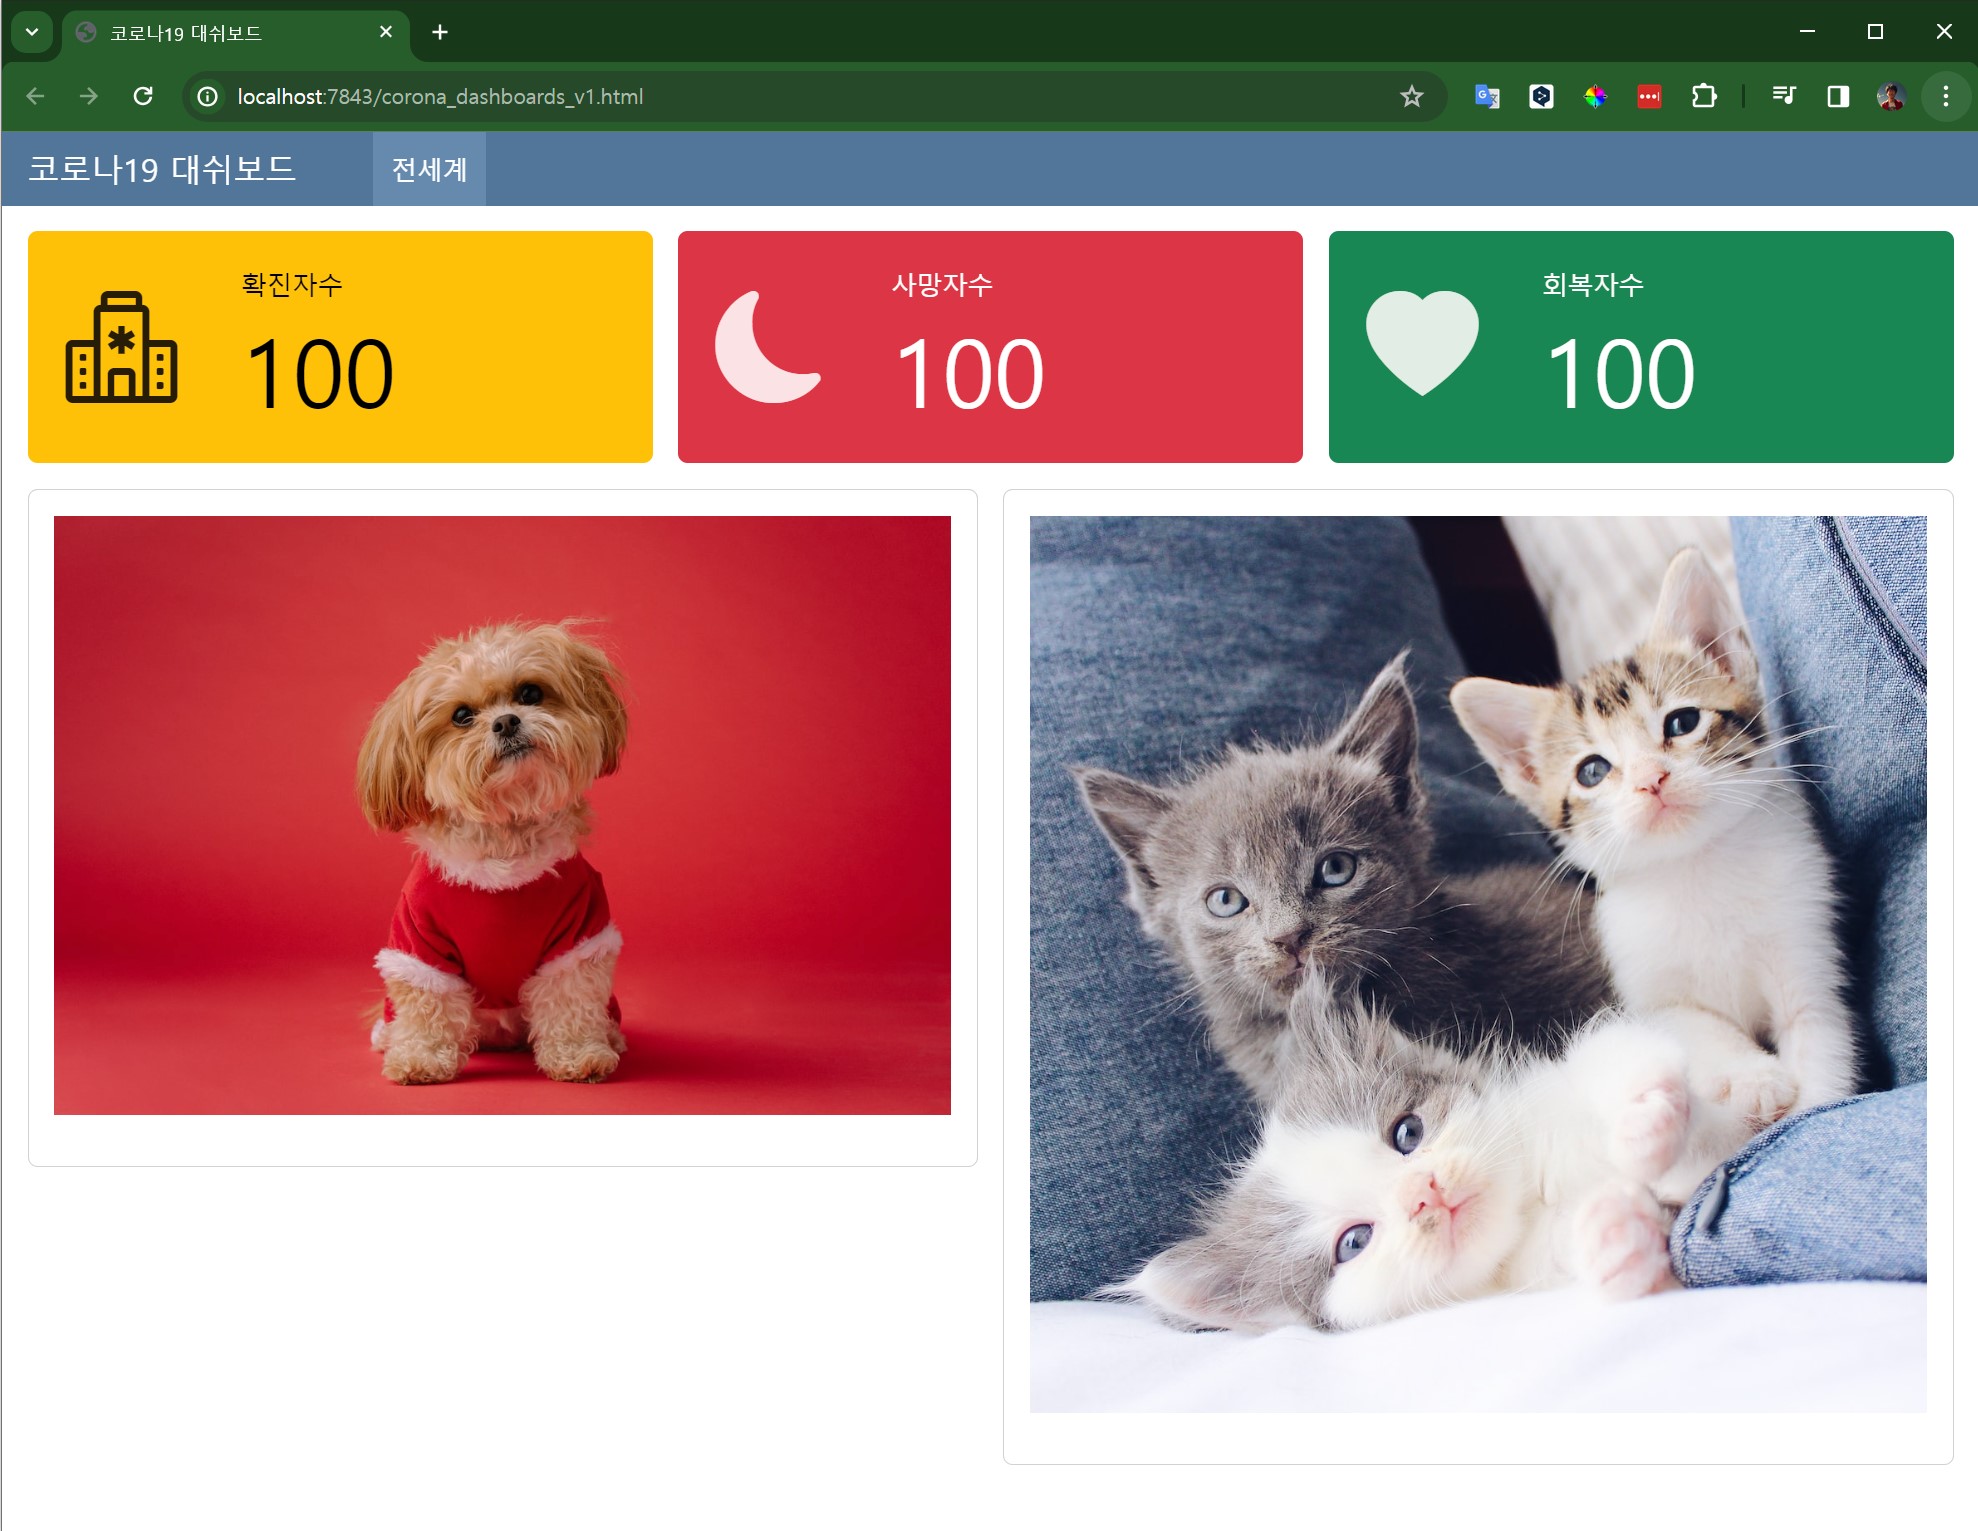 코로나19 대쉬보드
localhost:7843/corona_dashboards_v1.html
코로나19 대쉬보드
전세계
확진자수
100
사망자수
100
회복자수
100